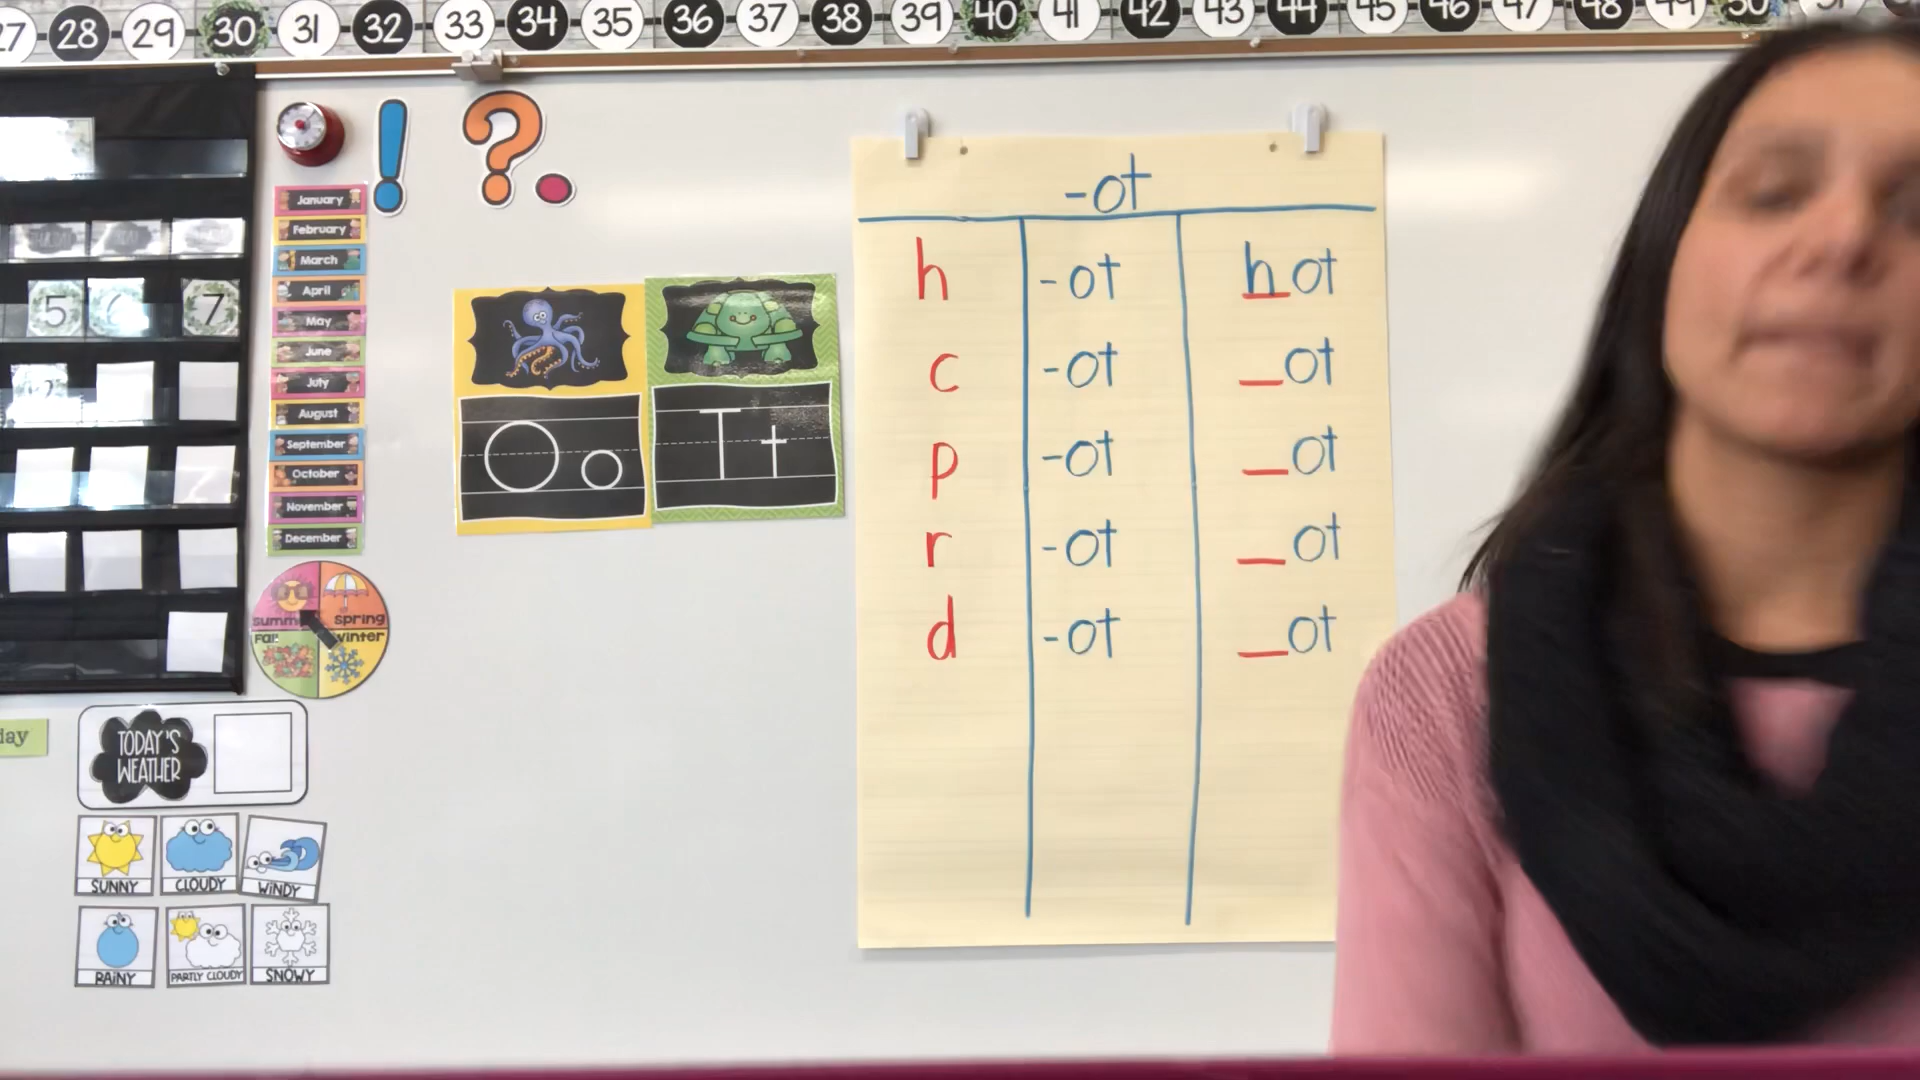 28 29 30 31 32 33 34 35 36 37 38 39 40 41 42 43 44 45 46 47 48 49 50
! ? .
January
February
March
April
May
June
July
August
September
October
November
December
5 6 7
summ spring
Fall winter
day
TODAY'S
WEATHER
SUNNY CLOUDY WINDY
RAINY PARTLY CLOUDY SNOWY
Oo Tt
-ot
h -ot hot
c -ot _ot
p -ot _ot
r -ot _ot
d -ot _ot